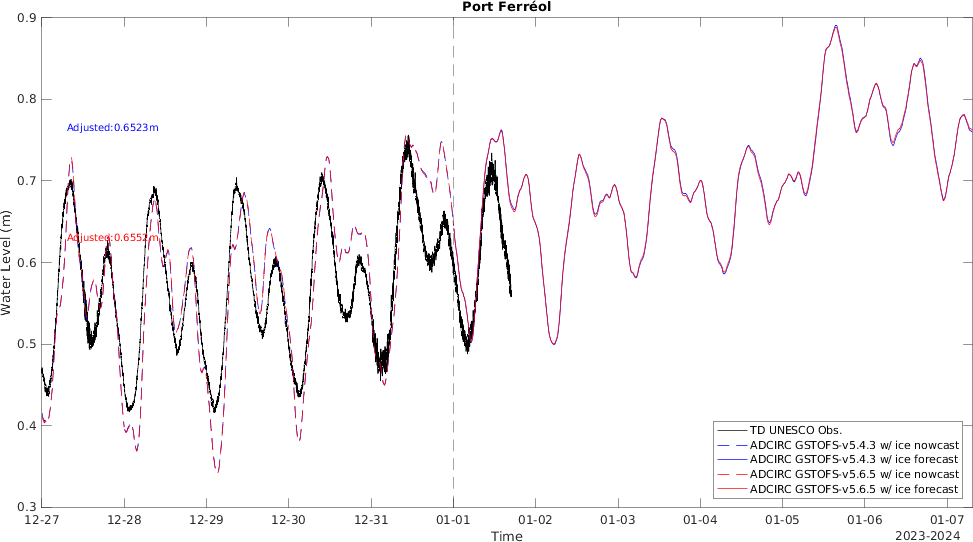 Port Ferréol
0.9
0.8
0.7
0.6
0.5
0.4
0.3
Water Level (m)
Adjusted:0.6523m
Adjusted:0.6552m
TD UNESCO Obs.
ADCIRC GSTOFS-v5.4.3 w/ ice nowcast
ADCIRC GSTOFS-v5.4.3 w/ ice forecast
ADCIRC GSTOFS-v5.6.5 w/ ice nowcast
ADCIRC GSTOFS-v5.6.5 w/ ice forecast
12-27 12-28 12-29 12-30 12-31 01-01 01-02 01-03 01-04 01-05 01-06 01-07
Time
2023-2024